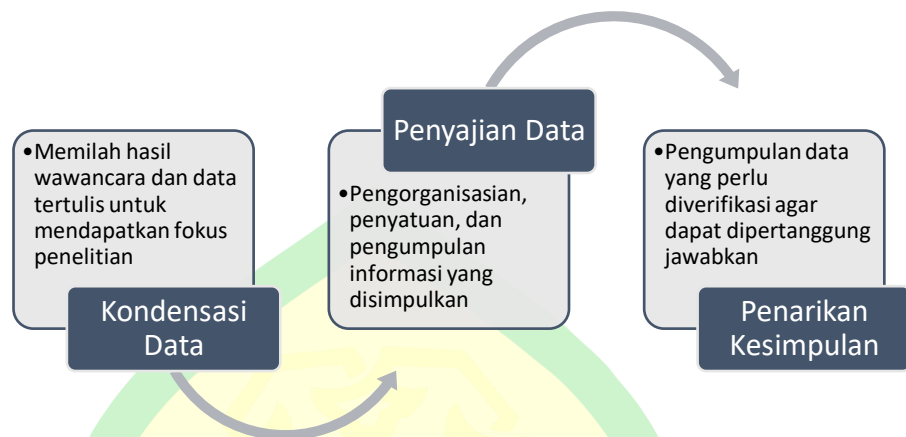 •Memilah hasil
wawancara dan data
tertulis untuk
mendapatkan fokus
penelitian
Kondensasi
Data
Penyajian Data
•Pengorganisasian,
penyatuan, dan
pengumpulan
informasi yang
disimpulkan
•Pengumpulan data
yang perlu
diverifikasi agar
dapat dipertanggung
jawabkan
Penarikan
Kesimpulan